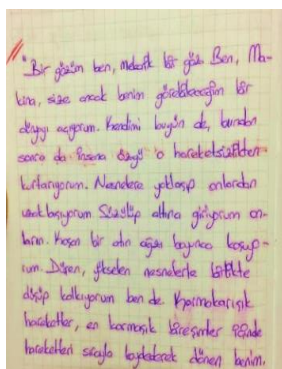 "Bir gözüm ben, mekanik bir göz. Ben, Ma-
kina, size ancak benim görebileceğim bir
dünyayı açıyorum. Kendimi bugün de, bundan
sonra da insana özgü o hareketsizlikten
kurtarıyorum. Nesnelere yaklaşıp onlardan
uzaklaşıyorum. Süzülüp altına giriyorum on-
ların. Koşan bir atın ağzı boyunca koşuyo-
rum. Düşen, yükselen nesnelerle birlikte
düşüp kalkıyorum ben de. Karmakarışık
hareketler, en karmaşık bireşimler içinde
hareketleri sırayla kaydederek dönen benim.